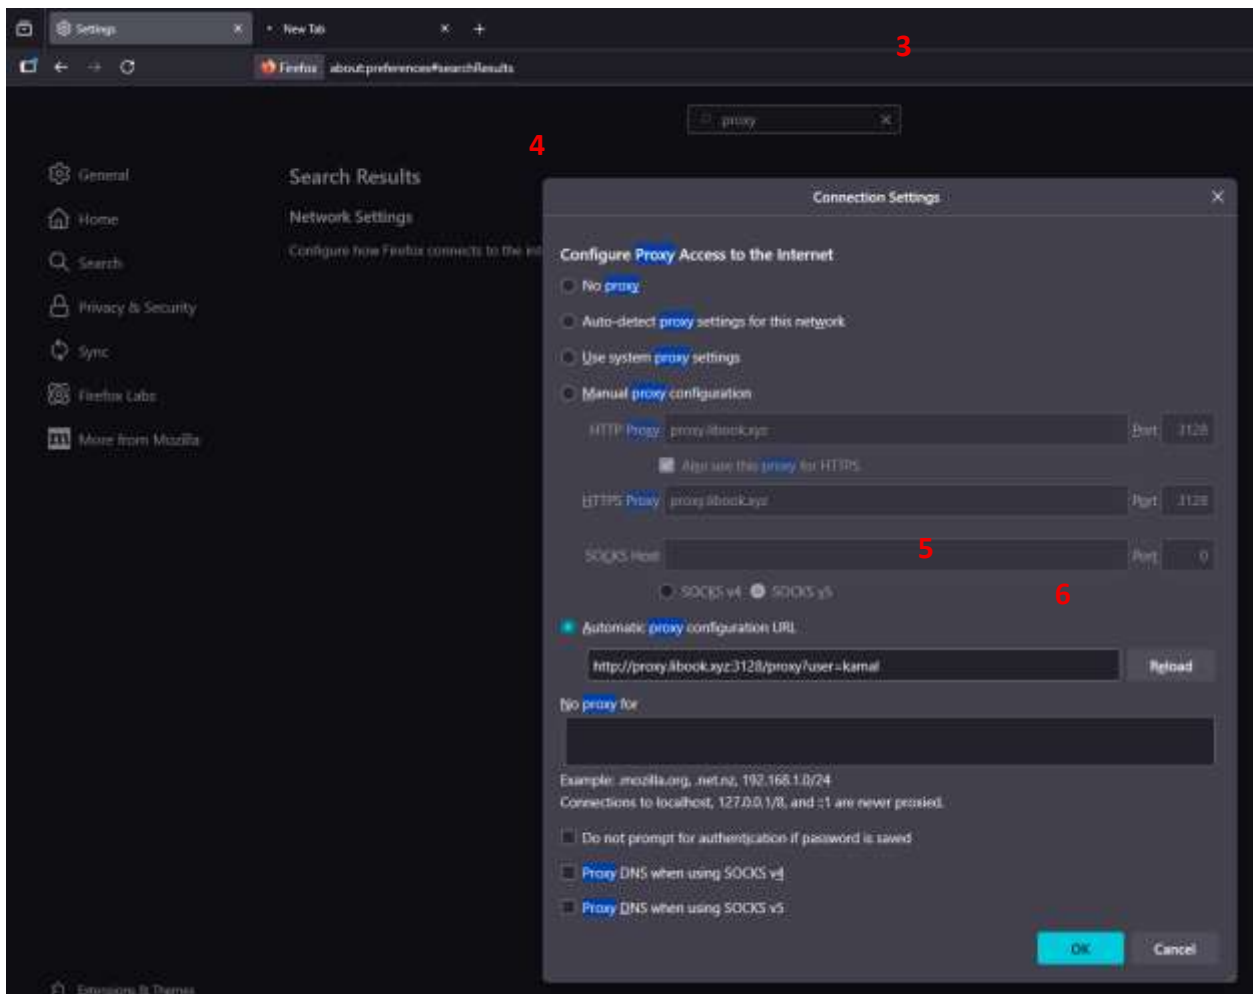 Settings
New Tab
3
Firefox about:preferences#searchResults
proxy
4
General
Search Results
Connection Settings
Home
Network Settings
Configure how Firefox connects to the int
Configure Proxy Access to the Internet
Search
No proxy
Privacy & Security
Auto-detect proxy settings for this network
Sync
Use system proxy settings
Firefox Labs
Manual proxy configuration
More from Mozilla
HTTP Proxy proxy.libook.xyz Port 3128
Also use this proxy for HTTPS
HTTPS Proxy proxy.libook.xyz Port 3128
5
SOCKS Host Port 0
6
SOCKS v4 SOCKS v5
Automatic proxy configuration URL
http://proxy.libook.xyz:3128/proxy?user=kamal Reload
No proxy for
Example: .mozilla.org, .net.nz, 192.168.1.0/24
Connections to localhost, 127.0.0.1/8, and ::1 are never proxied.
Do not prompt for authentication if password is saved
Proxy DNS when using SOCKS v4
Proxy DNS when using SOCKS v5
OK Cancel
Extensions & Themes